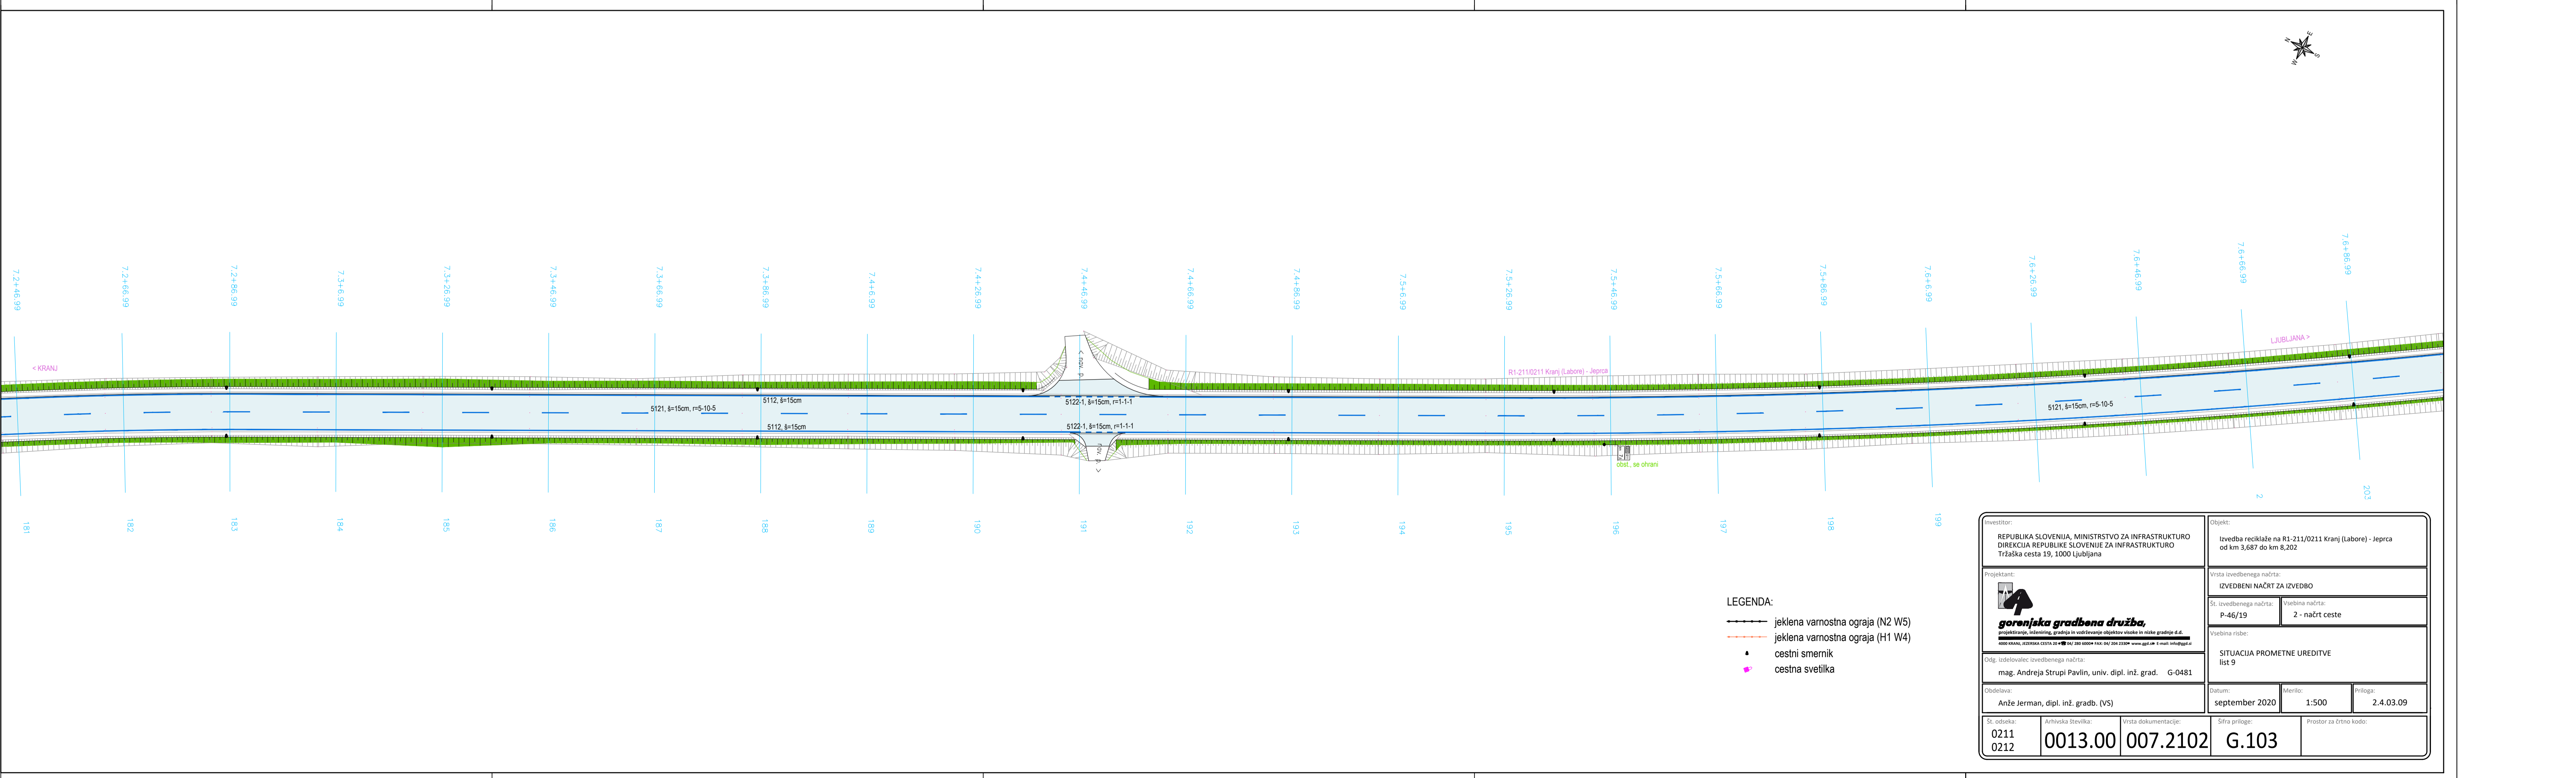 N
E
S
W
7.2+46.99
7.2+66.99
7.2+86.99
7.3+6.99
7.3+26.99
7.3+46.99
7.3+66.99
7.3+86.99
7.4+6.99
7.4+26.99
7.4+46.99
7.4+66.99
7.4+86.99
7.5+6.99
7.5+26.99
7.5+46.99
7.5+66.99
7.5+86.99
7.6+6.99
7.6+26.99
7.6+46.99
7.6+66.99
7.6+86.99
< KRANJ
R1-211/0211 Kranj (Labore) - Jeprca
LJUBLJANA >
< nov. p.
5121, š=15cm, r=5-10-5
5112, š=15cm
5122-1, š=15cm, r=1-1-1
5121, š=15cm, r=5-10-5
5112, š=15cm
5122-1, š=15cm, r=1-1-1
nov. p. >
obst., se ohrani
181
182
183
184
185
186
187
188
189
190
191
192
193
194
195
196
197
198
199
2
203
LEGENDA:
jeklena varnostna ograja (N2 W5)
jeklena varnostna ograja (H1 W4)
cestni smernik
cestna svetilka
Investitor:
REPUBLIKA SLOVENIJA, MINISTRSTVO ZA INFRASTRUKTURO
DIREKCIJA REPUBLIKE SLOVENIJE ZA INFRASTRUKTURO
Tržaška cesta 19, 1000 Ljubljana
Objekt:
Izvedba reciklaže na R1-211/0211 Kranj (Labore) - Jeprca
od km 3,687 do km 8,202
Projektant:
gorenjska gradbena družba,
projektiranje, inženiring, gradnja in vzdrževanje objektov visoke in nizke gradnje d.d.
Vrsta izvedbenega načrta:
IZVEDBENI NAČRT ZA IZVEDBO
Št. izvedbenega načrta:
P-46/19
Vsebina načrta:
2 - načrt ceste
Vsebina risbe:
SITUACIJA PROMETNE UREDITVE
list 9
Odg. izdelovalec izvedbenega načrta:
mag. Andreja Strupi Pavlin, univ. dipl. inž. grad. G-0481
Obdelava:
Anže Jerman, dipl. inž. gradb. (VS)
Datum:
september 2020
Merilo:
1:500
Priloga:
2.4.03.09
Št. odseka:
0211
0212
Arhivska številka:
0013.00
Vrsta dokumentacije:
007.2102
Šifra priloge:
G.103
Prostor za črtno kodo: